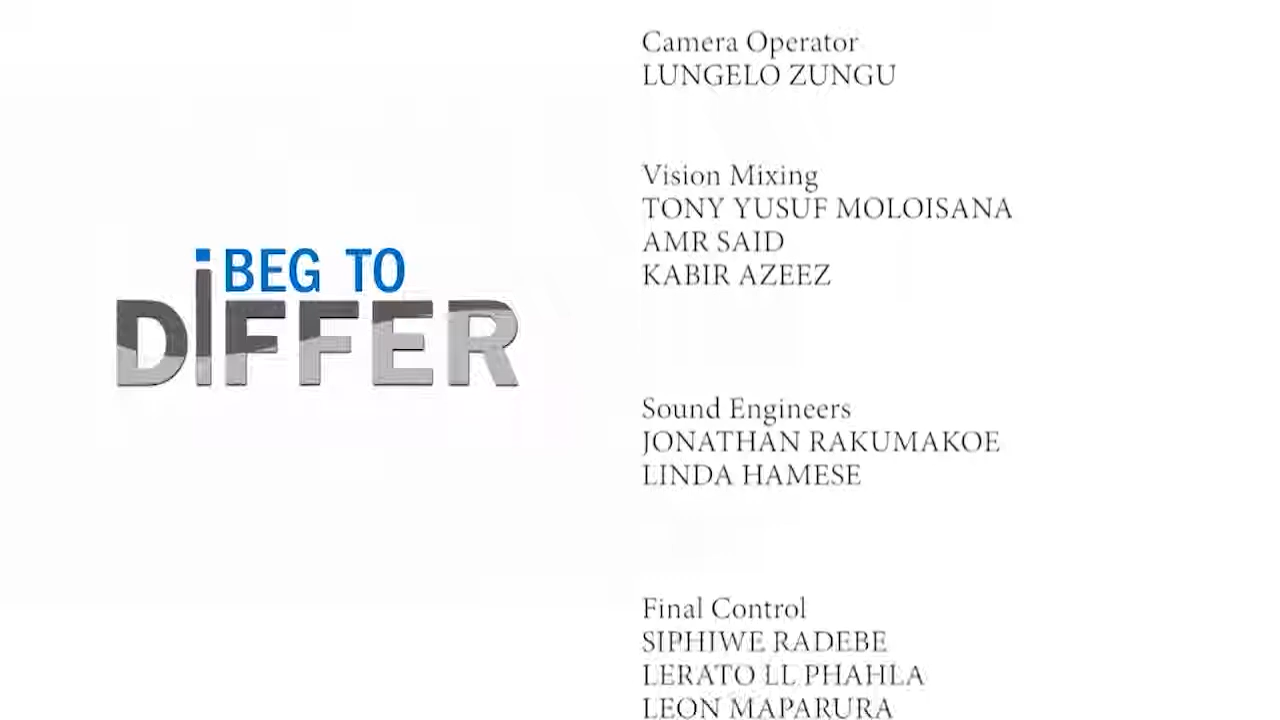 i BEG TO
DiFFER
Camera Operator
LUNGELO ZUNGU
Vision Mixing
TONY YUSUF MOLOISANA
AMR SAID
KABIR AZEEZ
Sound Engineers
JONATHAN RAKUMAKOE
LINDA HAMESE
Final Control
SIPHIWE RADEBE
LERATO LL PHAHLA
LEON MAPARURA